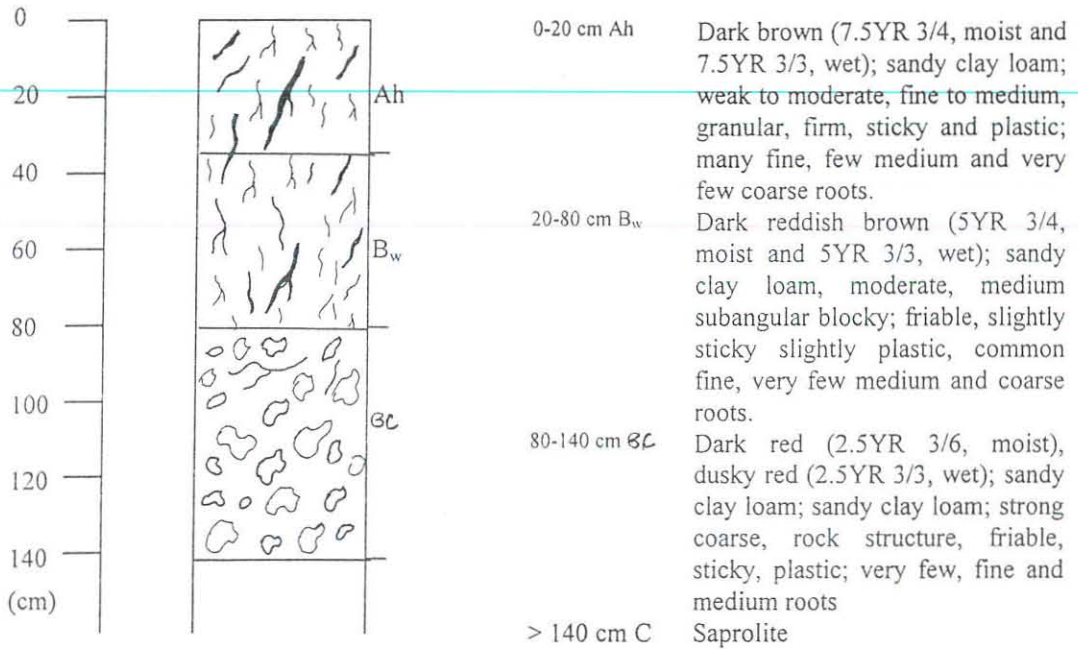 0
20
40
60
80
100
120
140
(cm)
Ah
B_w
BC
0-20 cm Ah
Dark brown (7.5YR 3/4, moist and
7.5YR 3/3, wet); sandy clay loam;
weak to moderate, fine to medium,
granular, firm, sticky and plastic;
many fine, few medium and very
few coarse roots.
20-80 cm B_w
Dark reddish brown (5YR 3/4,
moist and 5YR 3/3, wet); sandy
clay loam, moderate, medium
subangular blocky; friable, slightly
sticky slightly plastic, common
fine, very few medium and coarse
roots.
80-140 cm BC
Dark red (2.5YR 3/6, moist),
dusky red (2.5YR 3/3, wet); sandy
clay loam; sandy clay loam; strong
coarse, rock structure, friable,
sticky, plastic; very few, fine and
medium roots
> 140 cm C
Saprolite